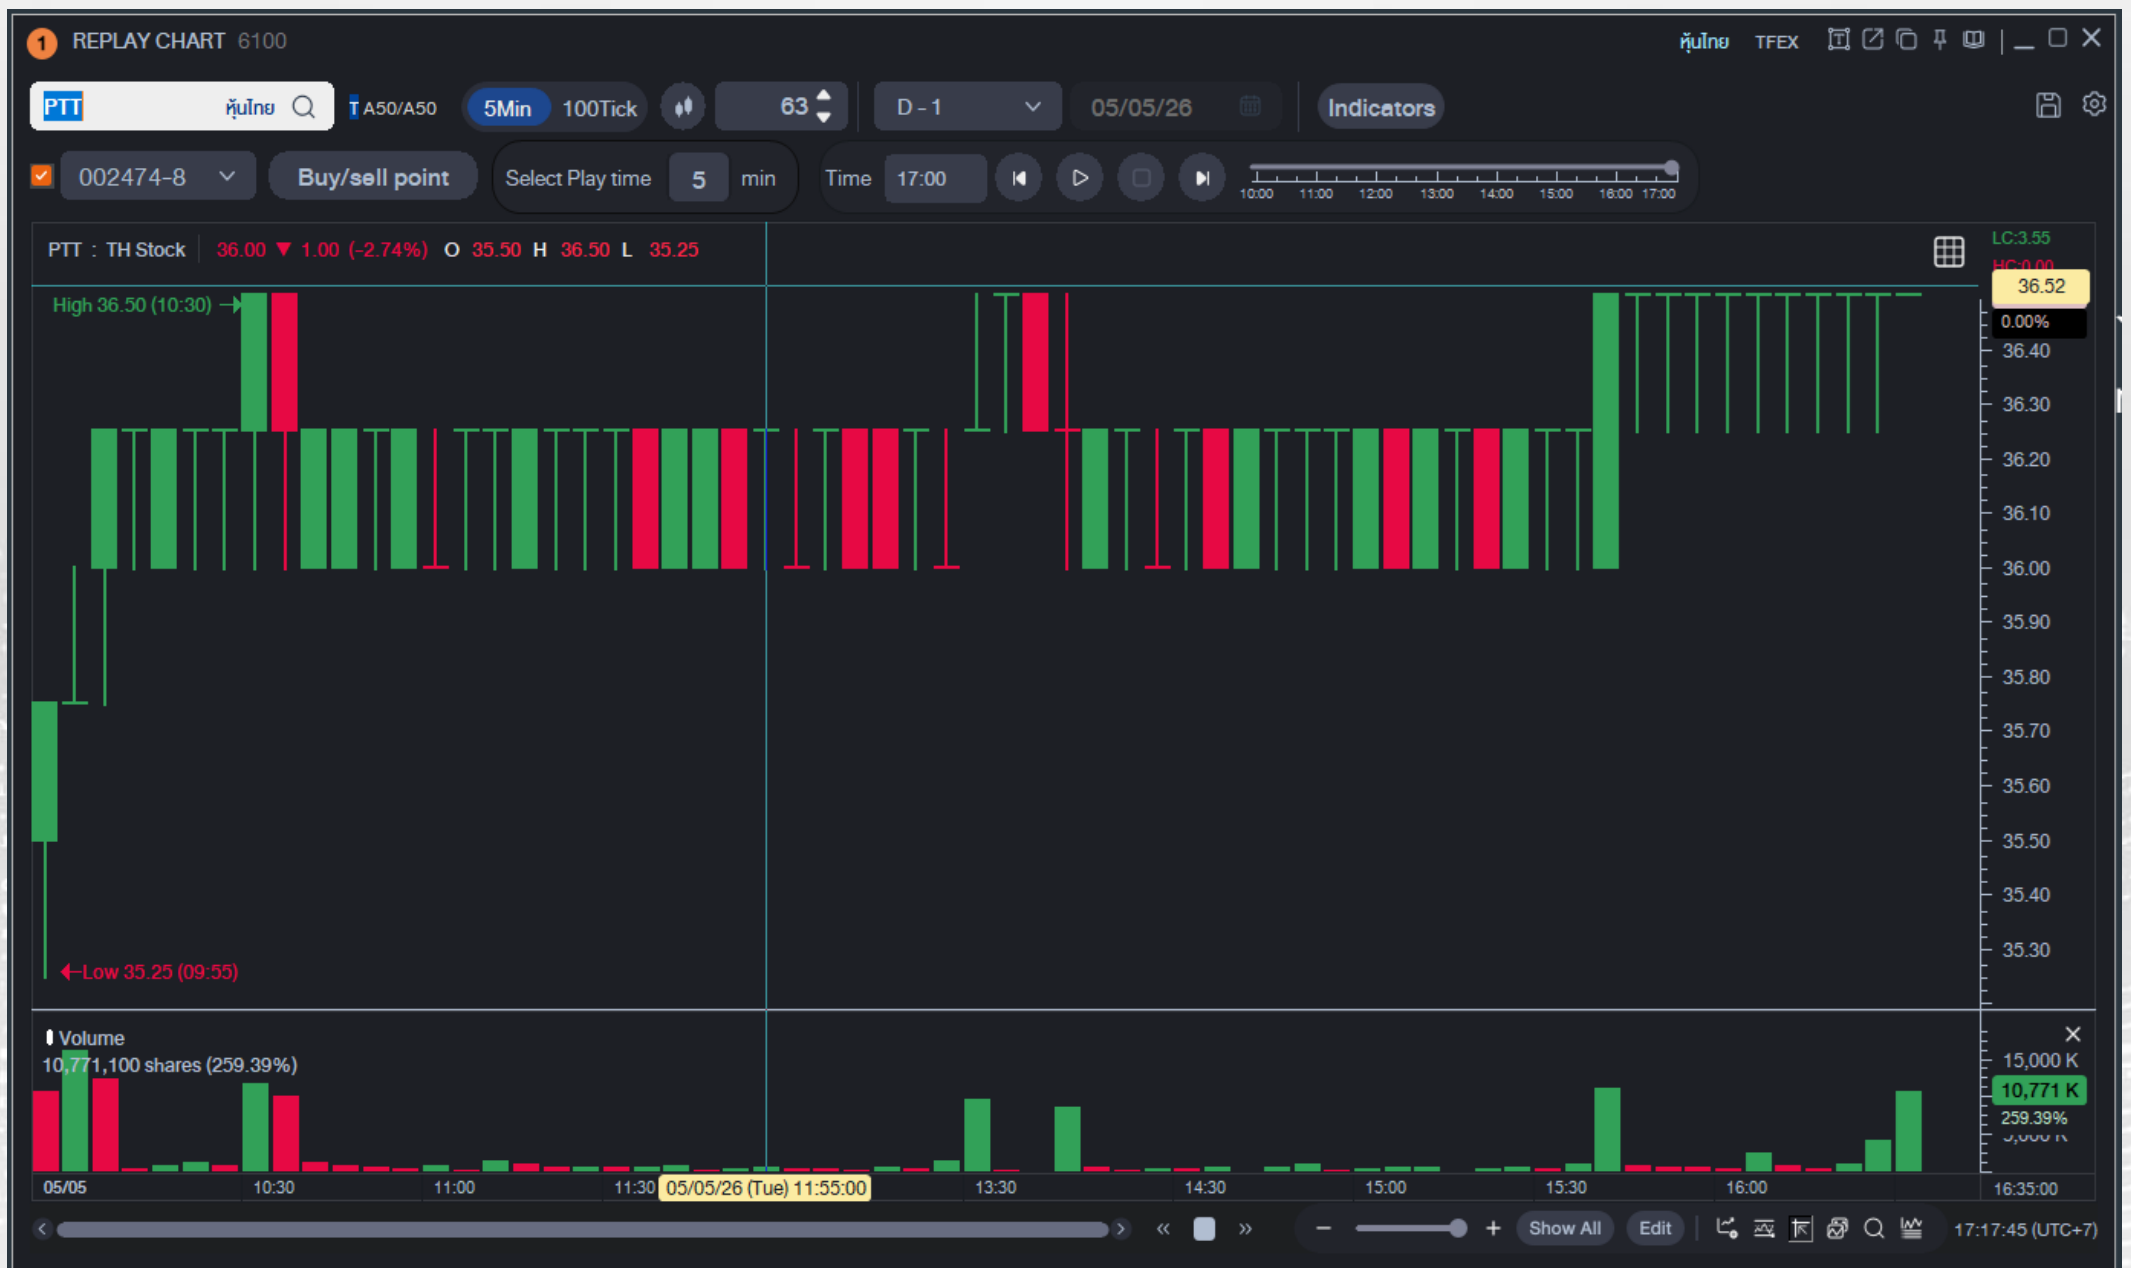 1 REPLAY CHART 6100 หุ้นไทย TFEX
PTT หุ้นไทย T A50/A50 5Min 100Tick 63 D - 1 05/05/26 Indicators
002474-8 Buy/sell point Select Play time 5 min Time 17:00
10:00 11:00 12:00 13:00 14:00 15:00 16:00 17:00
PTT : TH Stock 36.00 ▼ 1.00 (-2.74%) O 35.50 H 36.50 L 35.25
LC:3.55
HC:0.00
36.52
High 36.50 (10:30)
0.00%
36.40
36.30
36.20
36.10
36.00
35.90
35.80
35.70
35.60
35.50
35.40
35.30
Low 35.25 (09:55)
Volume
10,771,100 shares (259.39%)
15,000 K
10,771 K
259.39%
5,000 K
05/05 10:30 11:00 11:30 05/05/26 (Tue) 11:55:00 13:30 14:30 15:00 15:30 16:00 16:35:00
Show All Edit 17:17:45 (UTC+7)